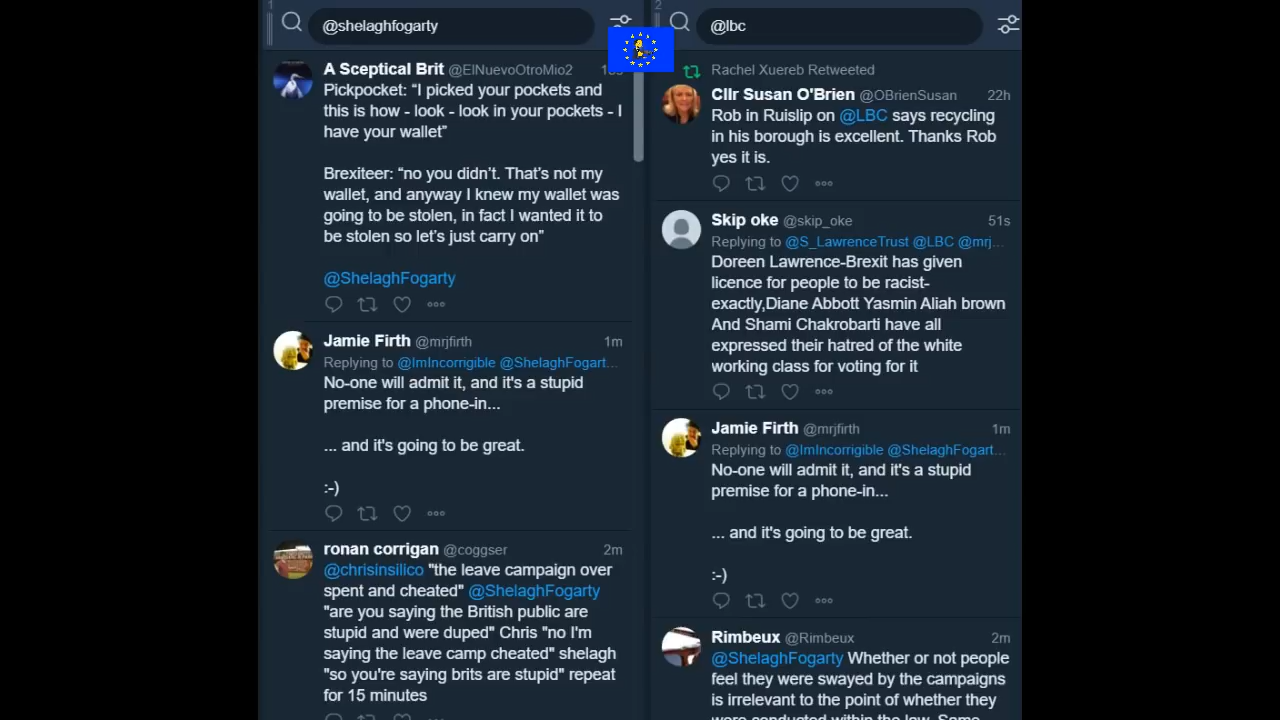 1
@shelaghfogarty
A Sceptical Brit @ElNuevoOtroMio2
Pickpocket: “I picked your pockets and
this is how - look - look in your pockets - I
have your wallet”
Brexiteer: “no you didn’t. That’s not my
wallet, and anyway I knew my wallet was
going to be stolen, in fact I wanted it to
be stolen so let’s just carry on”
@ShelaghFogarty
Jamie Firth @mrjfirth 1m
Replying to @ImIncorrigible @ShelaghFogart...
No-one will admit it, and it's a stupid
premise for a phone-in...
... and it's going to be great.
:-)
ronan corrigan @coggser 2m
@chrisinsilico "the leave campaign over
spent and cheated" @ShelaghFogarty
"are you saying the British public are
stupid and were duped" Chris "no I'm
saying the leave camp cheated" shelagh
"so you're saying brits are stupid" repeat
for 15 minutes
2
@lbc
Rachel Xuereb Retweeted
Cllr Susan O'Brien @OBrienSusan 22h
Rob in Ruislip on @LBC says recycling
in his borough is excellent. Thanks Rob
yes it is.
Skip oke @skip_oke 51s
Replying to @S_LawrenceTrust @LBC @mrj...
Doreen Lawrence-Brexit has given
licence for people to be racist-
exactly,Diane Abbott Yasmin Aliah brown
And Shami Chakrobarti have all
expressed their hatred of the white
working class for voting for it
Jamie Firth @mrjfirth 1m
Replying to @ImIncorrigible @ShelaghFogart...
No-one will admit it, and it's a stupid
premise for a phone-in...
... and it's going to be great.
:-)
Rimbeux @Rimbeux 2m
@ShelaghFogarty Whether or not people
feel they were swayed by the campaigns
is irrelevant to the point of whether they
were conducted within the law. Some